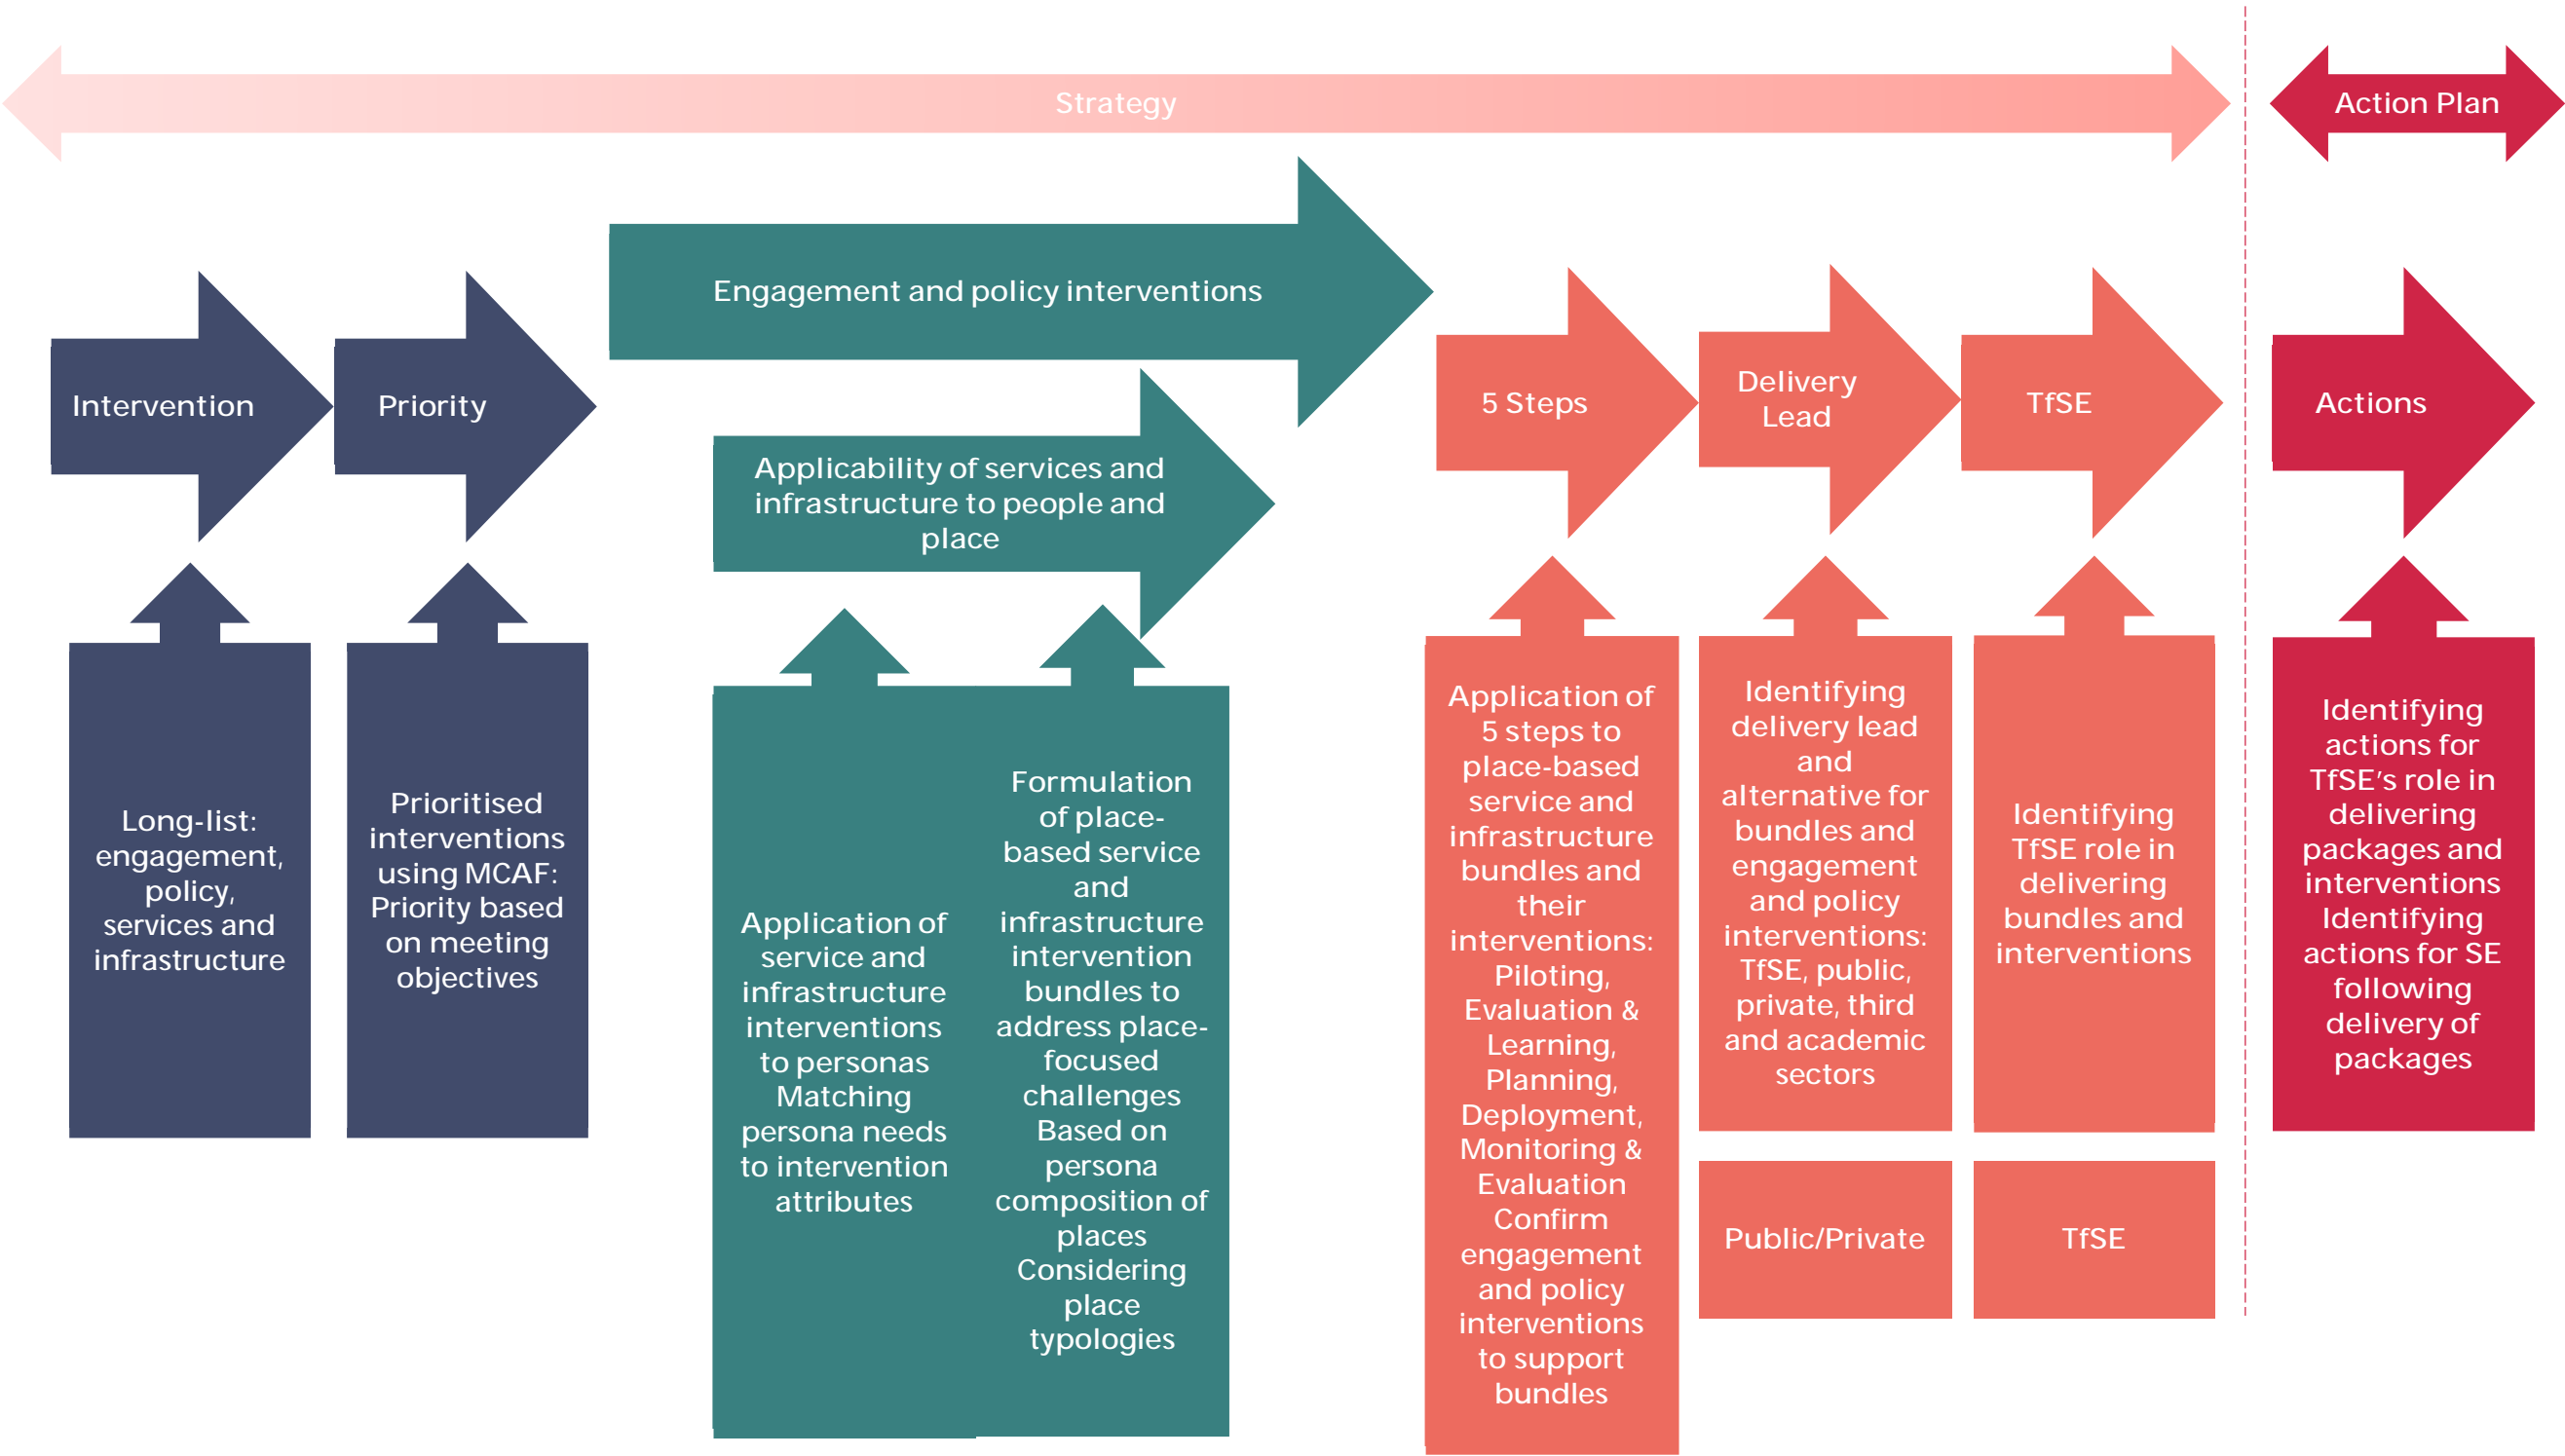 Strategy
Action Plan
Engagement and policy interventions
Intervention
Priority
Applicability of services and
infrastructure to people and
place
5 Steps
Delivery
Lead
TfSE
Actions
Long-list:
engagement,
policy,
services and
infrastructure
Prioritised
interventions
using MCAF:
Priority based
on meeting
objectives
Application of
service and
infrastructure
interventions
to personas
Matching
persona needs
to intervention
attributes
Formulation
of place-
based service
and
infrastructure
intervention
bundles to
address place-
focused
challenges
Based on
persona
composition of
places
Considering
place
typologies
Application of
5 steps to
place-based
service and
infrastructure
bundles and
their
interventions:
Piloting,
Evaluation &
Learning,
Planning,
Deployment,
Monitoring &
Evaluation
Confirm
engagement
and policy
interventions
to support
bundles
Identifying
delivery lead
and
alternative for
bundles and
engagement
and policy
interventions:
TfSE, public,
private, third
and academic
sectors
Public/Private
Identifying
TfSE role in
delivering
bundles and
interventions
TfSE
Identifying
actions for
TfSE's role in
delivering
packages and
interventions
Identifying
actions for SE
following
delivery of
packages